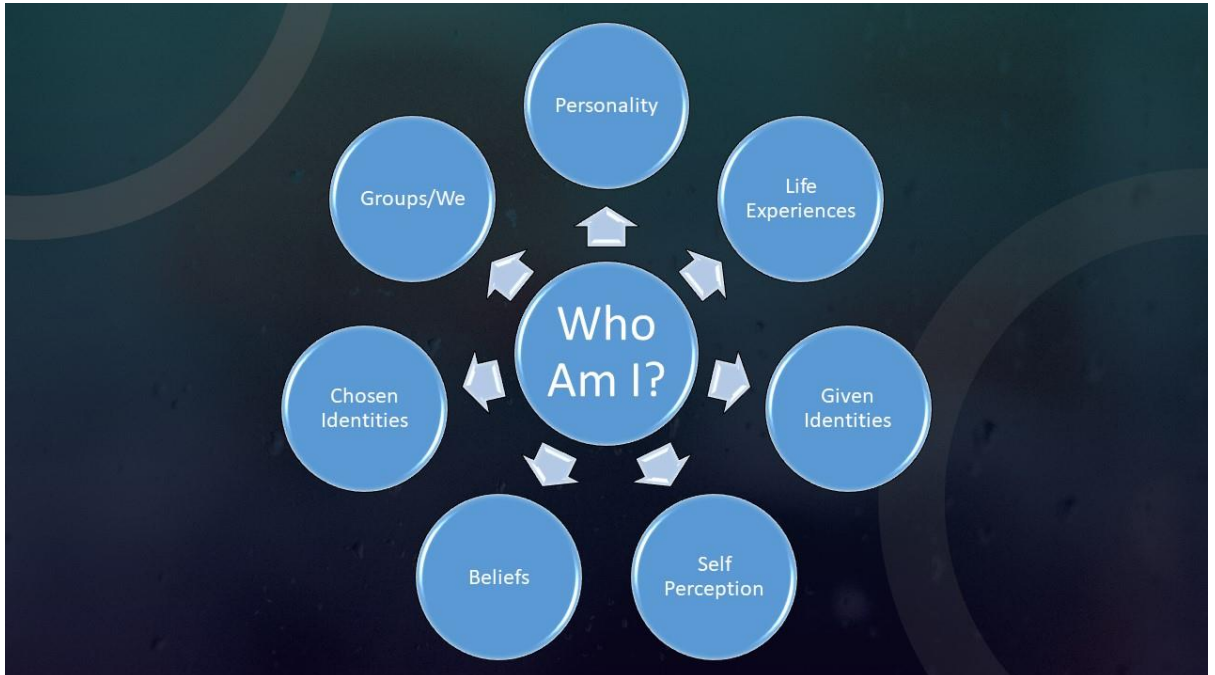 Personality
Life
Experiences
Given
Identities
Self
Perception
Beliefs
Chosen
Identities
Groups/We
Who
Am I?